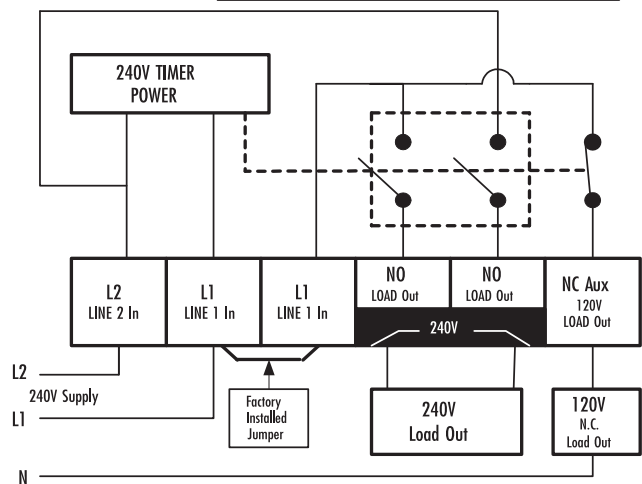 240V TIMER
POWER
L2
LINE 2 In
L1
LINE 1 In
L1
LINE 1 In
NO
LOAD Out
NO
LOAD Out
NC Aux
120V
LOAD Out
240V
L2
240V Supply
L1
N
Factory
Installed
Jumper
240V
Load Out
120V
N.C.
Load Out